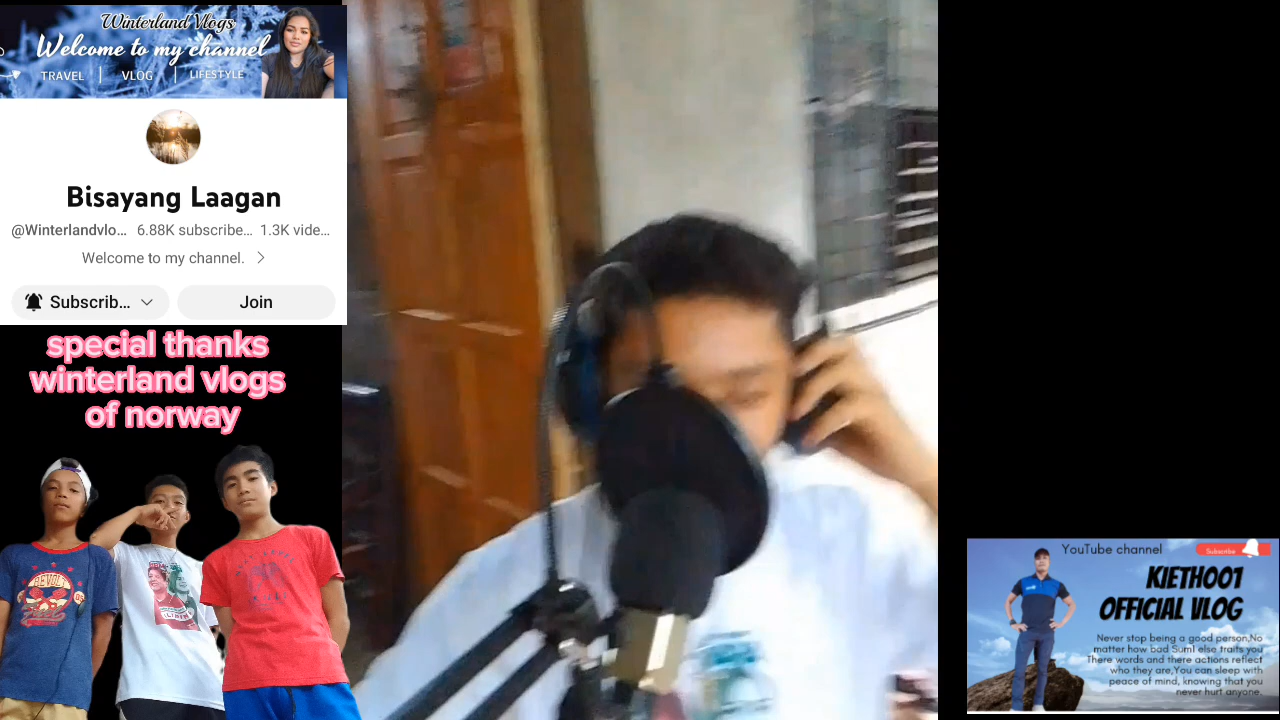 Winterland Vlogs
Welcome to my channel
TRAVEL | VLOG | LIFESTYLE
Bisayang Laagan
@Winterlandvlo... 6.88K subscribe... 1.3K vide...
Welcome to my channel.
Subscrib...
Join
special thanks
winterland vlogs
of norway
REVOLT
YouTube channel
Subscribe
KIETH001
OFFICIAL VLOG
Never stop being a good person,No
matter how bad Sum1 else traits you
There words and there actions reflect
who they are,You can sleep with
peace of mind, knowing that you
never hurt anyone.